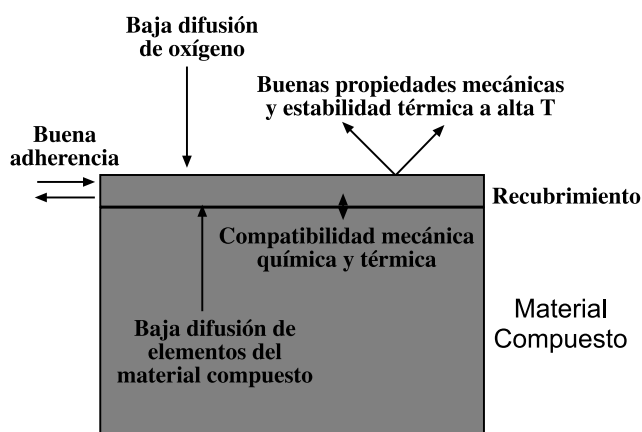 Baja difusión
de oxígeno
Buenas propiedades mecánicas
y estabilidad térmica a alta T
Buena
adherencia
Recubrimiento
Compatibilidad mecánica
química y térmica
Material
Compuesto
Baja difusión de
elementos del
material compuesto